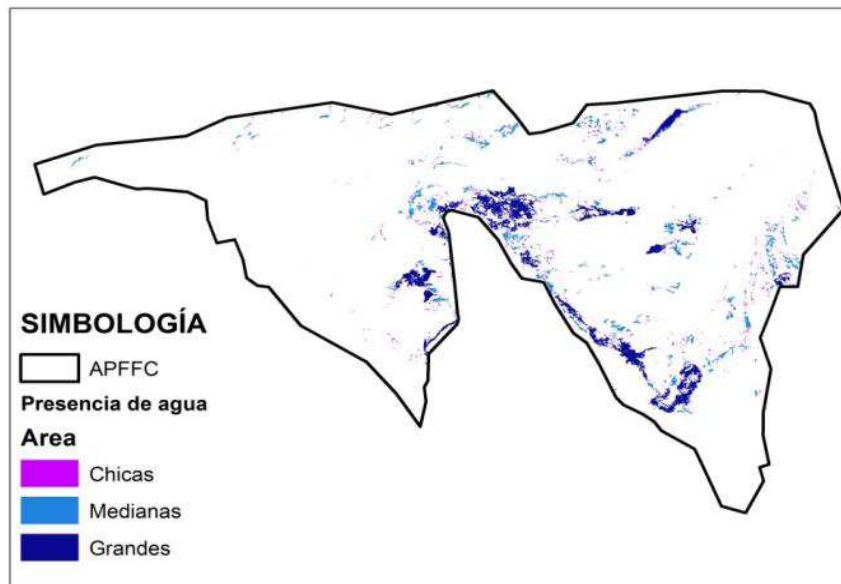 SIMBOLOGÍA
APFFC
Presencia de agua
Area
Chicas
Medianas
Grandes